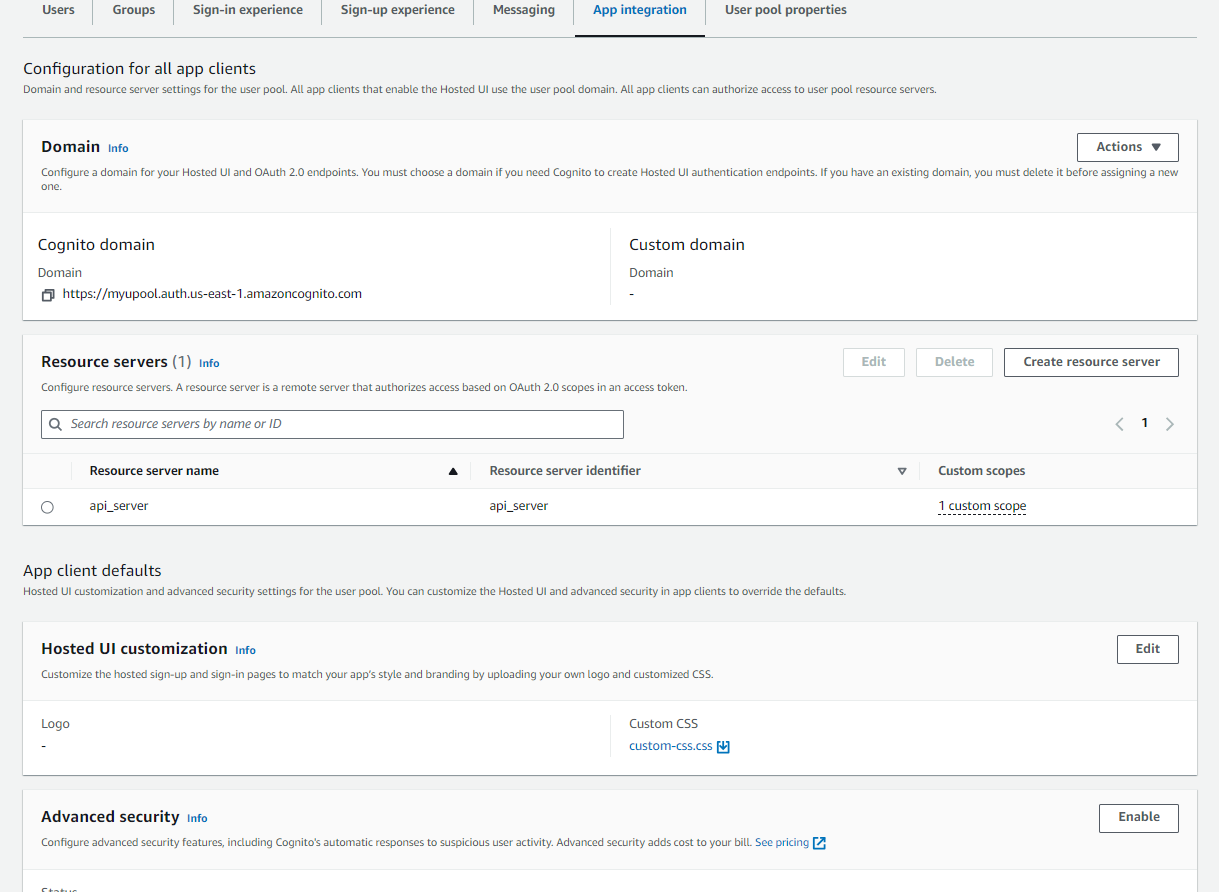 Users Groups Sign-in experience Sign-up experience Messaging App integration User pool properties
Configuration for all app clients
Domain and resource server settings for the user pool. All app clients that enable the Hosted UI use the user pool domain. All app clients can authorize access to user pool resource servers.
Domain Info
Actions
Configure a domain for your Hosted UI and OAuth 2.0 endpoints. You must choose a domain if you need Cognito to create Hosted UI authentication endpoints. If you have an existing domain, you must delete it before assigning a new
one.
Cognito domain
Domain
https://myupool.auth.us-east-1.amazoncognito.com
Custom domain
Domain
-
Resource servers (1) Info
Edit Delete Create resource server
Configure resource servers. A resource server is a remote server that authorizes access based on OAuth 2.0 scopes in an access token.
Search resource servers by name or ID
1
Resource server name Resource server identifier Custom scopes
api_server api_server 1 custom scope
App client defaults
Hosted UI customization and advanced security settings for the user pool. You can customize the Hosted UI and advanced security in app clients to override the defaults.
Hosted UI customization Info
Edit
Customize the hosted sign-up and sign-in pages to match your app's style and branding by uploading your own logo and customized CSS.
Logo
-
Custom CSS
custom-css.css
Advanced security Info
Enable
Configure advanced security features, including Cognito's automatic responses to suspicious user activity. Advanced security adds cost to your bill. See pricing
Status